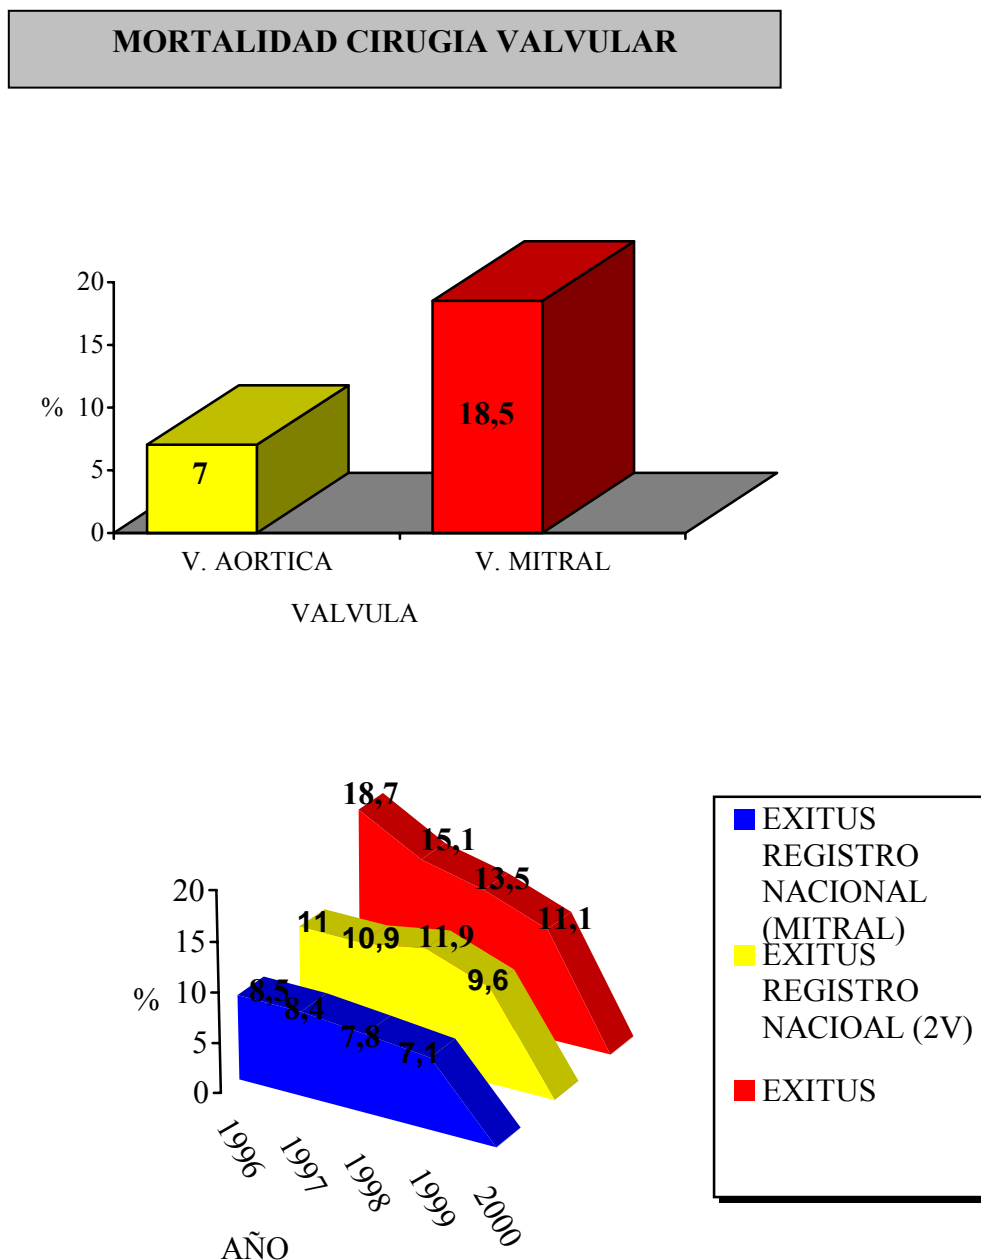 MORTALIDAD CIRUGIA VALVULAR
20
15
% 10
5
0
7
18,5
V. AORTICA V. MITRAL
VALVULA
18,7
15,1
13,5
11,1
11
10,9
11,9
9,6
8,5
8,4
7,8
7,1
20
15
%
10
5
0
1996
1997
1998
1999
2000
AÑO
EXITUS
REGISTRO
NACIONAL
(MITRAL)
EXITUS
REGISTRO
NACIOAL (2V)
EXITUS